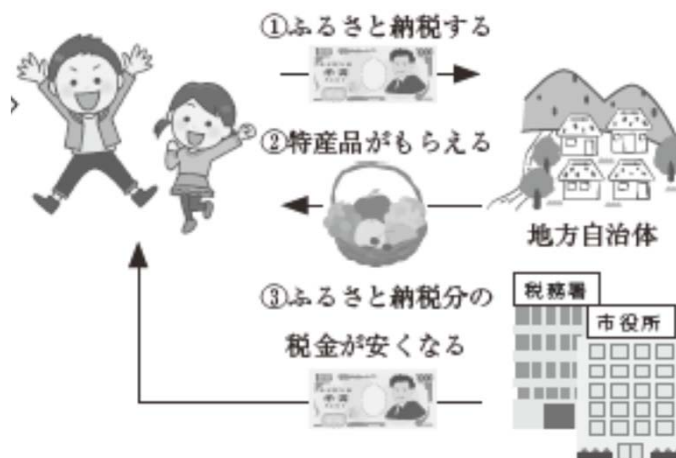 ①ふるさと納税する
②特産品がもらえる
地方自治体
③ふるさと納税分の
税金が安くなる
税務署
市役所